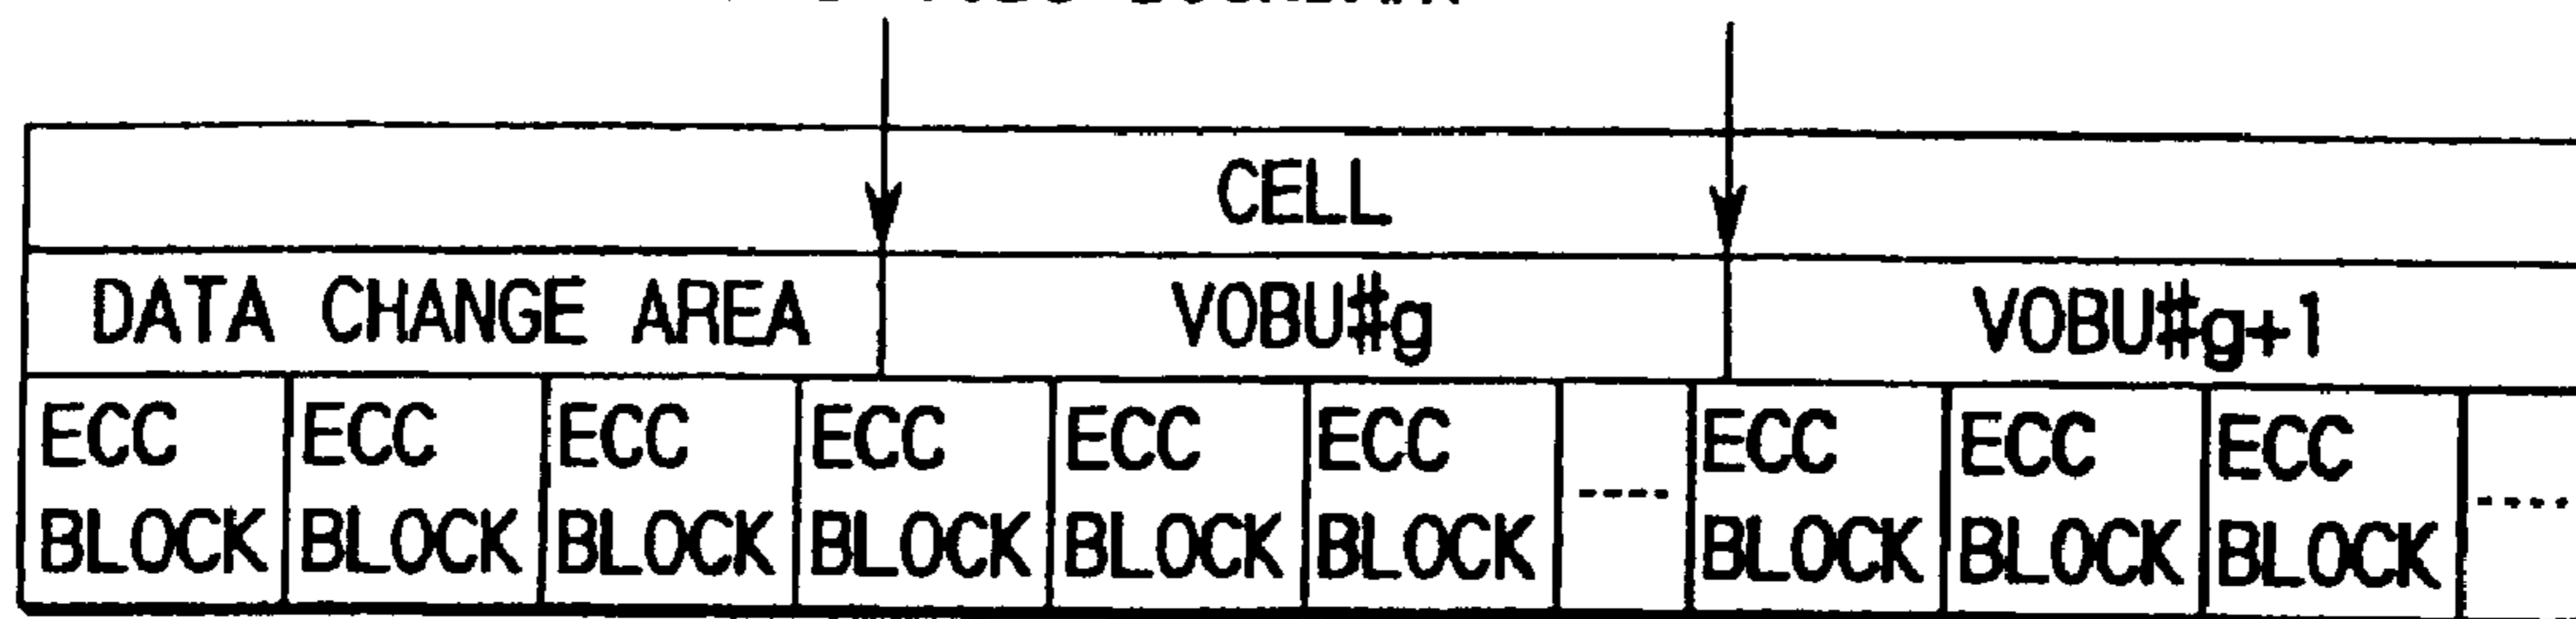 CELL
DATA CHANGE AREA VOBU#g VOBU#g+1
ECC ECC ECC ECC ECC ECC ECC ECC ECC
BLOCK BLOCK BLOCK BLOCK BLOCK BLOCK ---- BLOCK BLOCK BLOCK ----